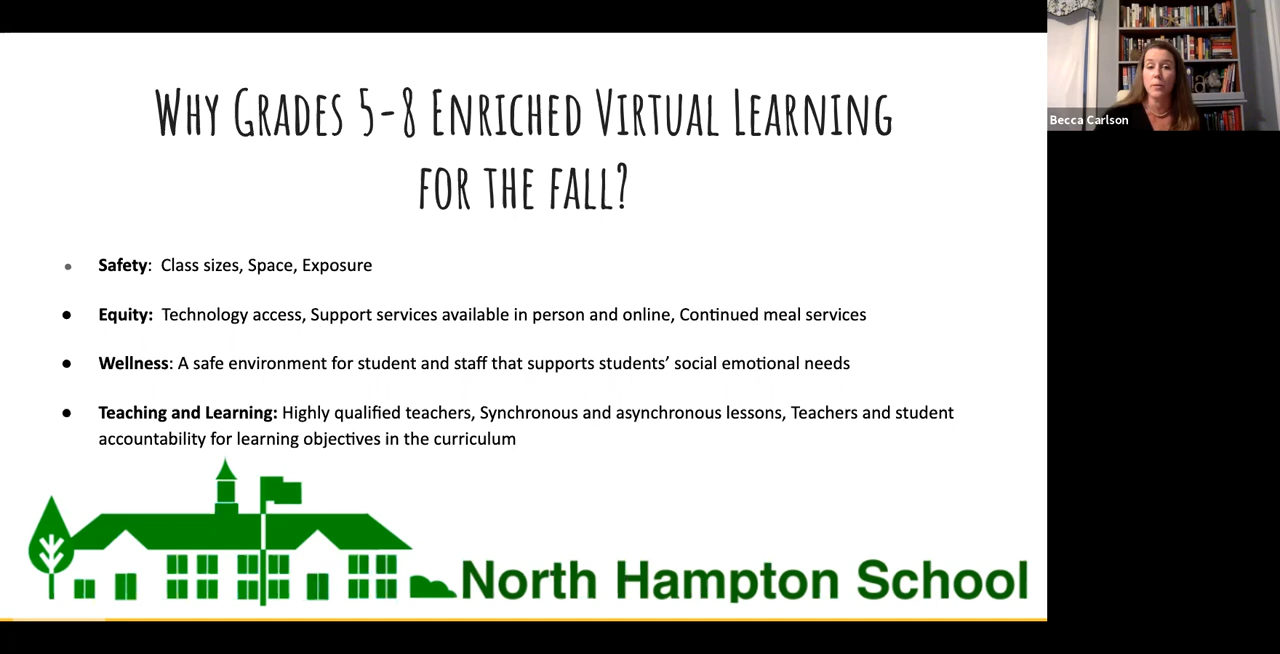 Why Grades 5-8 Enriched Virtual Learning
for the fall?
Safety: Class sizes, Space, Exposure
Equity: Technology access, Support services available in person and online, Continued meal services
Wellness: A safe environment for student and staff that supports students’ social emotional needs
Teaching and Learning: Highly qualified teachers, Synchronous and asynchronous lessons, Teachers and student
accountability for learning objectives in the curriculum
North Hampton School
Becca Carlson